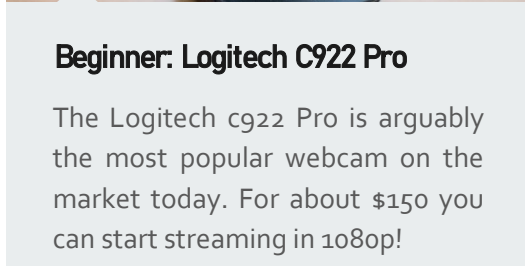 Beginner: Logitech C922 Pro
The Logitech c922 Pro is arguably
the most popular webcam on the
market today. For about $150 you
can start streaming in 1080p!